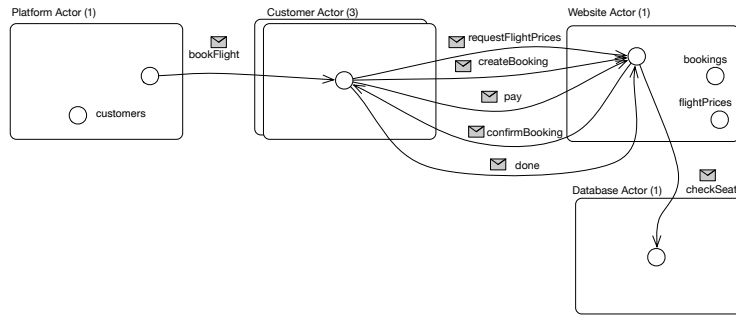 Platform Actor (1)
Customer Actor (3)
Website Actor (1)
bookFlight
requestFlightPrices
createBooking
bookings
customers
pay
flightPrices
confirmBooking
done
checkSeat
Database Actor (1)